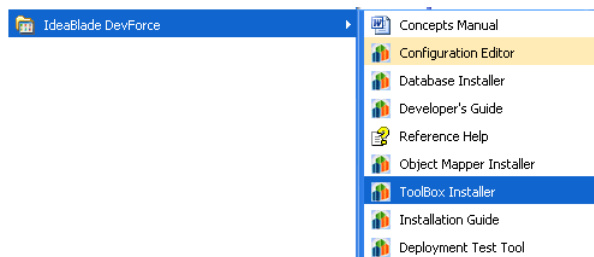 IdeaBlade DevForce
Concepts Manual
Configuration Editor
Database Installer
Developer's Guide
Reference Help
Object Mapper Installer
ToolBox Installer
Installation Guide
Deployment Test Tool